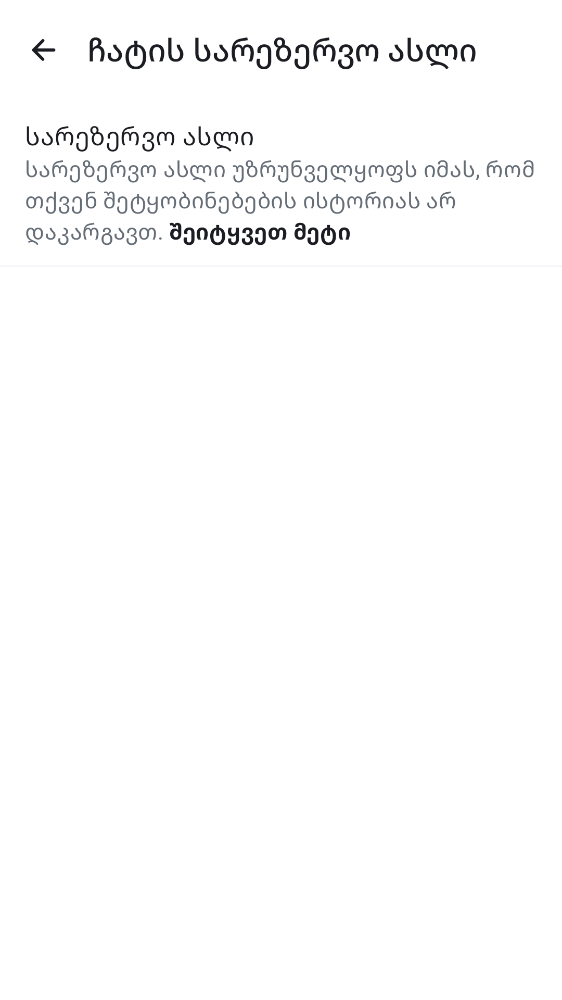 ჩატის სარეზერვო ასლი
სარეზერვო ასლი
სარეზერვო ასლი უზრუნველყოფს იმას, რომ
თქვენ შეტყობინებების ისტორიას არ
დაკარგავთ. შეიტყვეთ მეტი